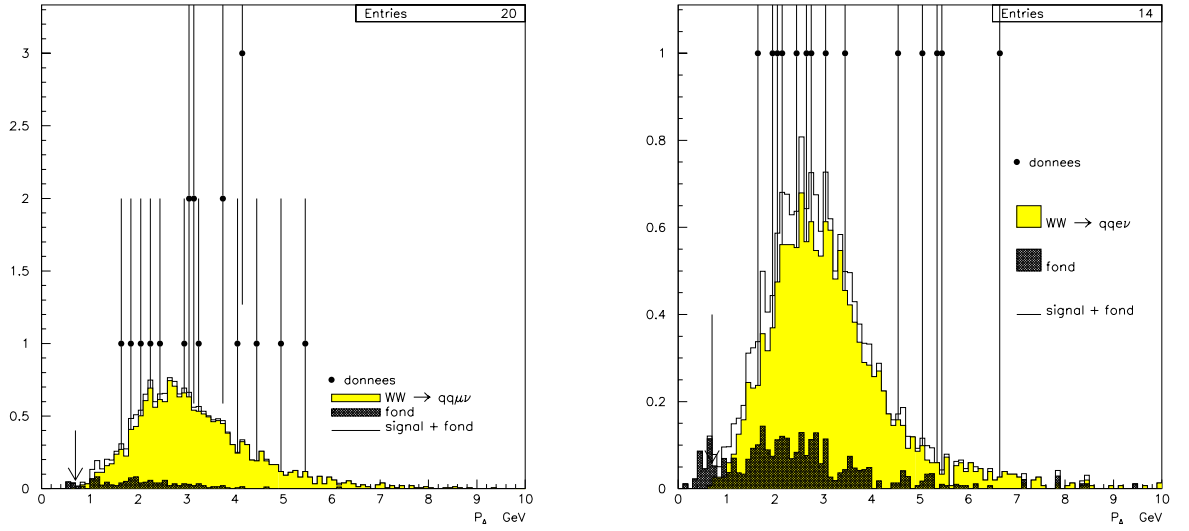 Entries 20
3
2.5
2
1.5
1
0.5
0
donnees
WW → qqμν
fond
signal + fond
0 1 2 3 4 5 6 7 8 9 10
P_A GeV
Entries 14
1
0.8
0.6
0.4
0.2
0
donnees
WW → qqeν
fond
signal + fond
0 1 2 3 4 5 6 7 8 9 10
P_A GeV